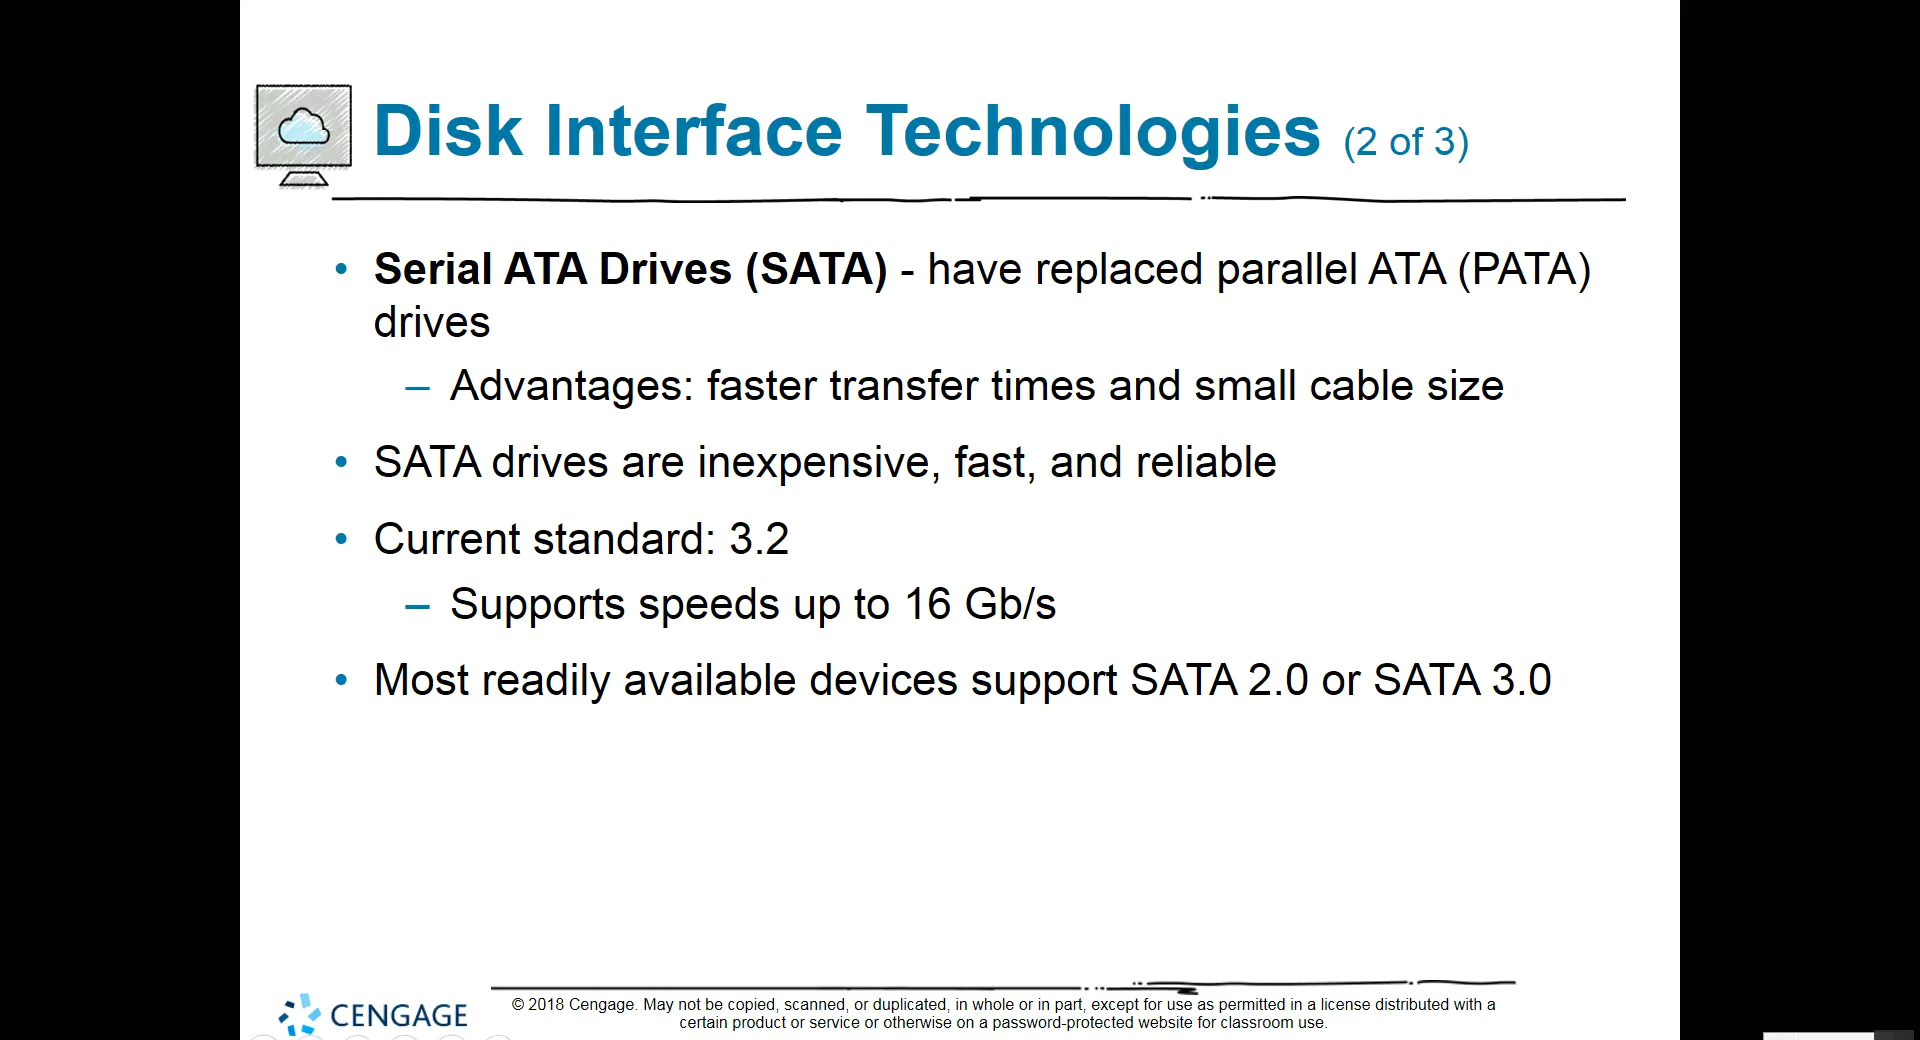 Disk Interface Technologies (2 of 3)
• Serial ATA Drives (SATA) - have replaced parallel ATA (PATA)
drives
– Advantages: faster transfer times and small cable size
• SATA drives are inexpensive, fast, and reliable
• Current standard: 3.2
– Supports speeds up to 16 Gb/s
• Most readily available devices support SATA 2.0 or SATA 3.0
CENGAGE
© 2018 Cengage. May not be copied, scanned, or duplicated, in whole or in part, except for use as permitted in a license distributed with a
certain product or service or otherwise on a password-protected website for classroom use.